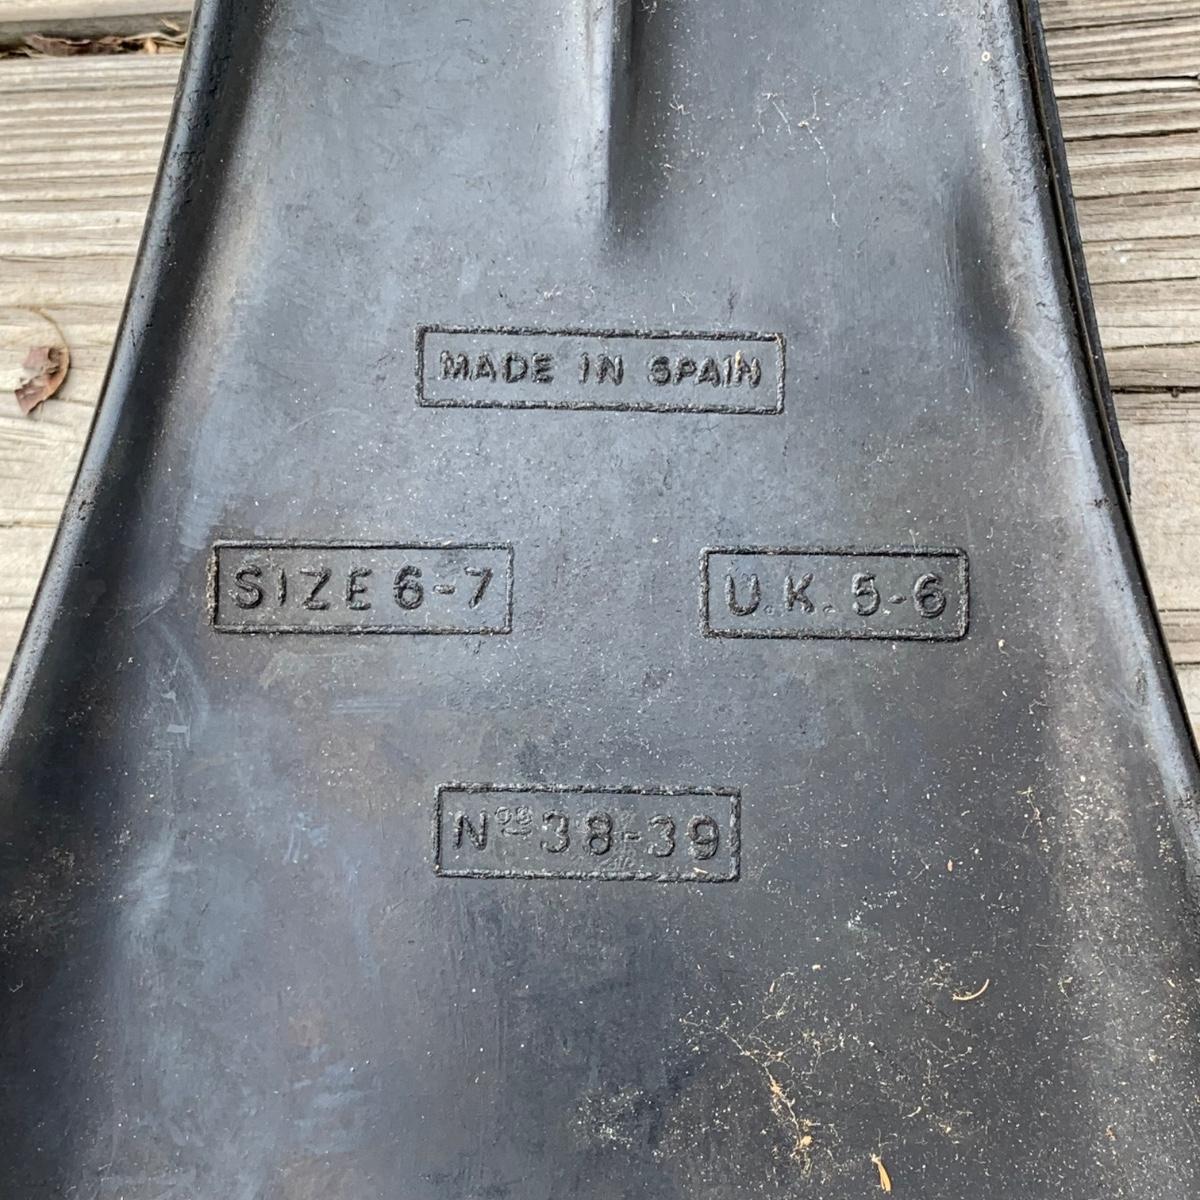 MADE IN SPAIN
SIZE 6-7
U.K. 5-6
Nºˢ 38-39